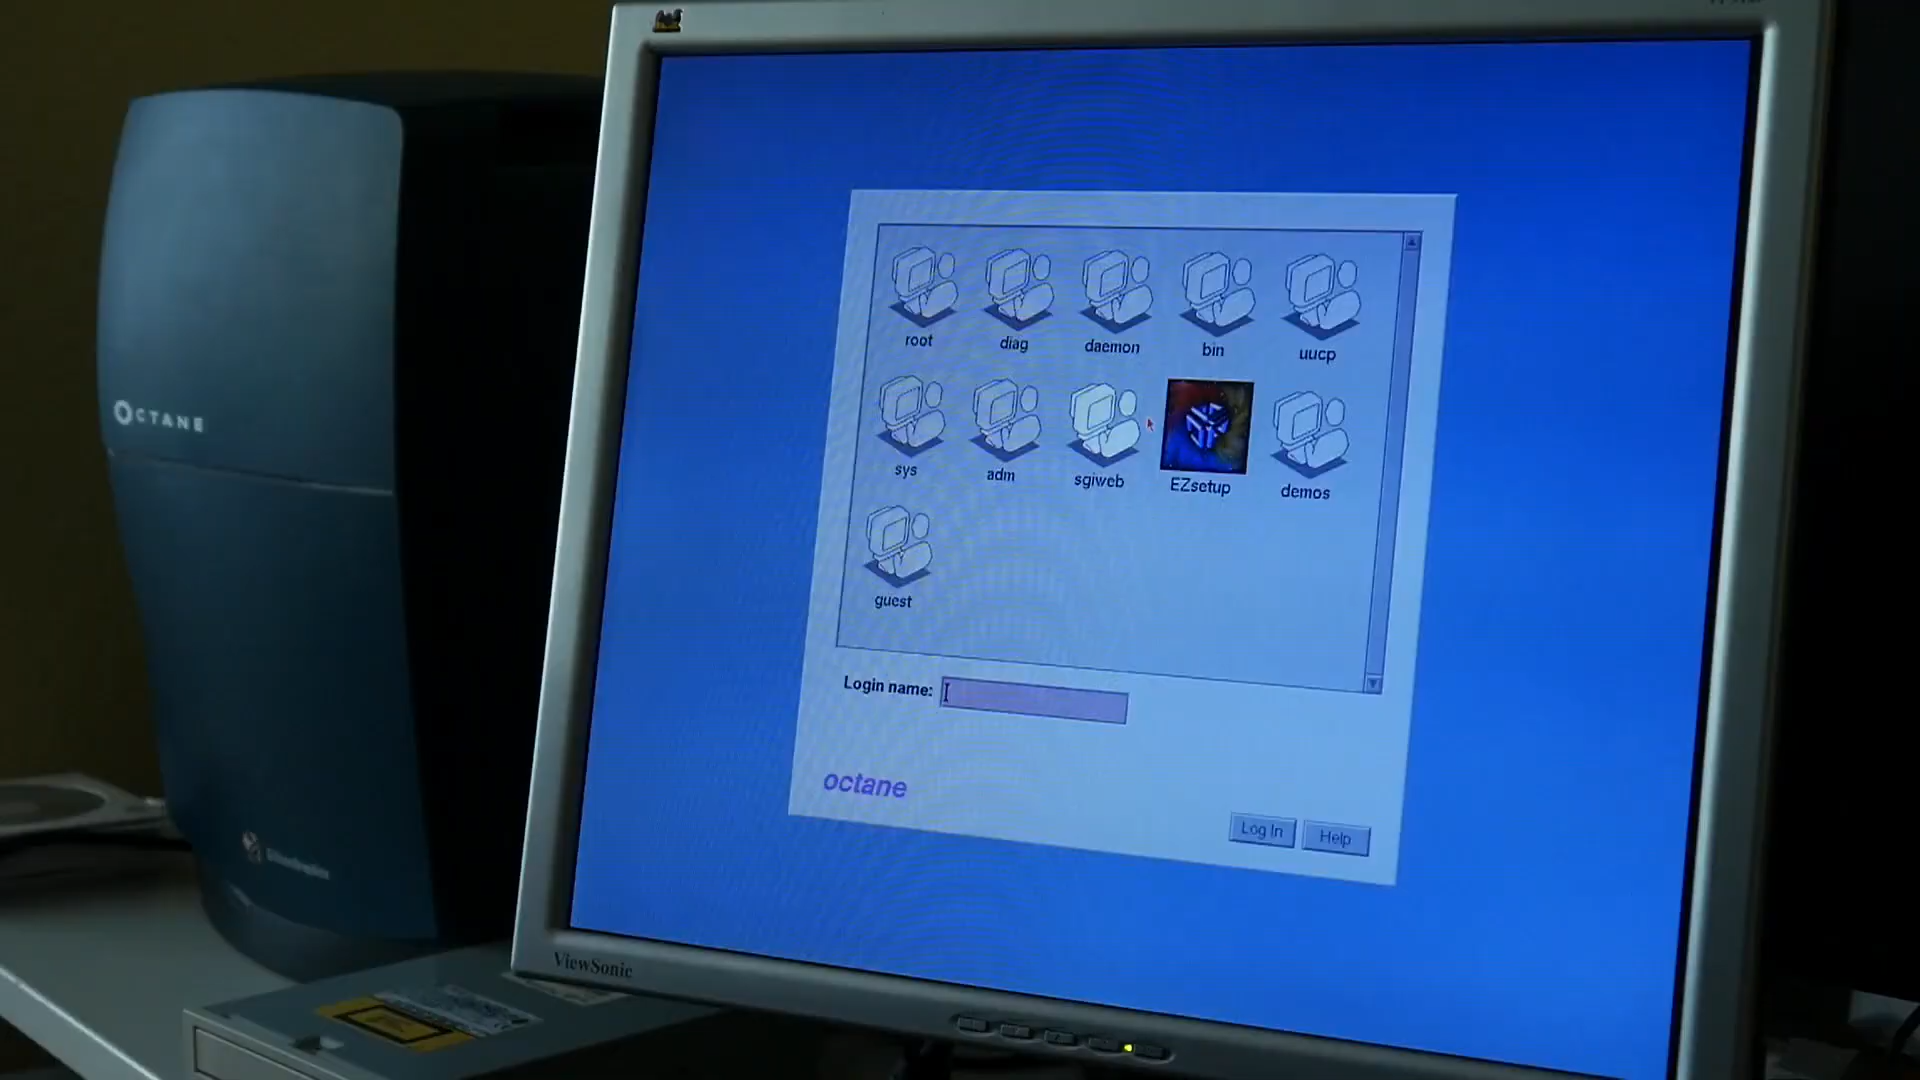 OCTANE
root
diag
daemon
bin
uucp
sys
adm
sgiweb
EZsetup
demos
guest
Login name:
octane
Log In
Help
ViewSonic